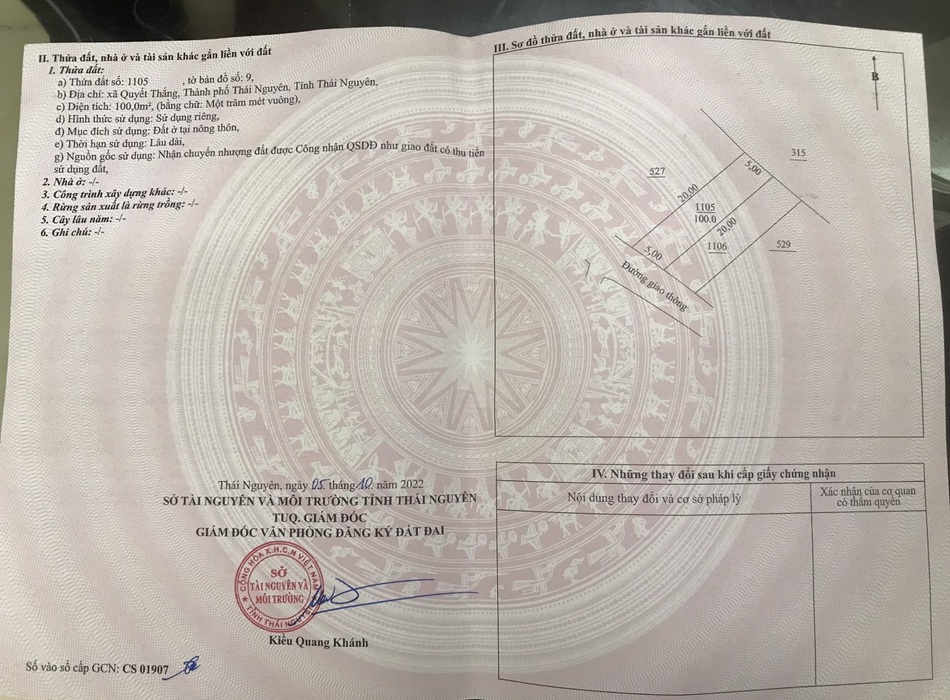 II. Thửa đất, nhà ở và tài sản khác gắn liền với đất
1. Thửa đất:
a) Thửa đất số: 1105 , tờ bản đồ số: 9,
b) Địa chỉ: xã Quyết Thắng, Thành phố Thái Nguyên, Tỉnh Thái Nguyên,
c) Diện tích: 100,0m², (bằng chữ: Một trăm mét vuông),
d) Hình thức sử dụng: Sử dụng riêng,
đ) Mục đích sử dụng: Đất ở tại nông thôn,
e) Thời hạn sử dụng: Lâu dài,
g) Nguồn gốc sử dụng: Nhận chuyển nhượng đất được Công nhận QSDĐ như giao đất có thu tiền
sử dụng đất,
2. Nhà ở: -/-
3. Công trình xây dựng khác: -/-
4. Rừng sản xuất là rừng trồng: -/-
5. Cây lâu năm: -/-
6. Ghi chú: -/-
Thái Nguyên, ngày 05 tháng 10 năm 2022
SỞ TÀI NGUYÊN VÀ MÔI TRƯỜNG TỈNH THÁI NGUYÊN
TUQ. GIÁM ĐỐC
GIÁM ĐỐC VĂN PHÒNG ĐĂNG KÝ ĐẤT ĐAI
CỘNG HÒA X.H.C.N VIỆT NAM
SỞ
TÀI NGUYÊN VÀ
MÔI TRƯỜNG
TỈNH THÁI NGUYÊN
Kiều Quang Khánh
Số vào sổ cấp GCN: CS 01907
III. Sơ đồ thửa đất, nhà ở và tài sản khác gắn liền với đất
B
315
527
5,00
20,00
1105
100.0
20,00
1106
529
5,00
Đường giao thông
IV. Những thay đổi sau khi cấp giấy chứng nhận
Nội dung thay đổi và cơ sở pháp lý
Xác nhận của cơ quan
có thẩm quyền